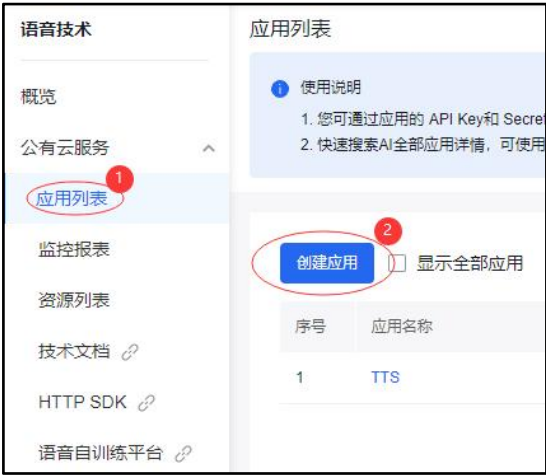 语音技术
概览
公有云服务
1
应用列表
监控报表
资源列表
技术文档
HTTP SDK
语音自训练平台
应用列表
使用说明
1. 您可通过应用的 API Key和 Secre
2. 快速搜索AI全部应用详情，可使用
2
创建应用 显示全部应用
序号 应用名称
1 TTS